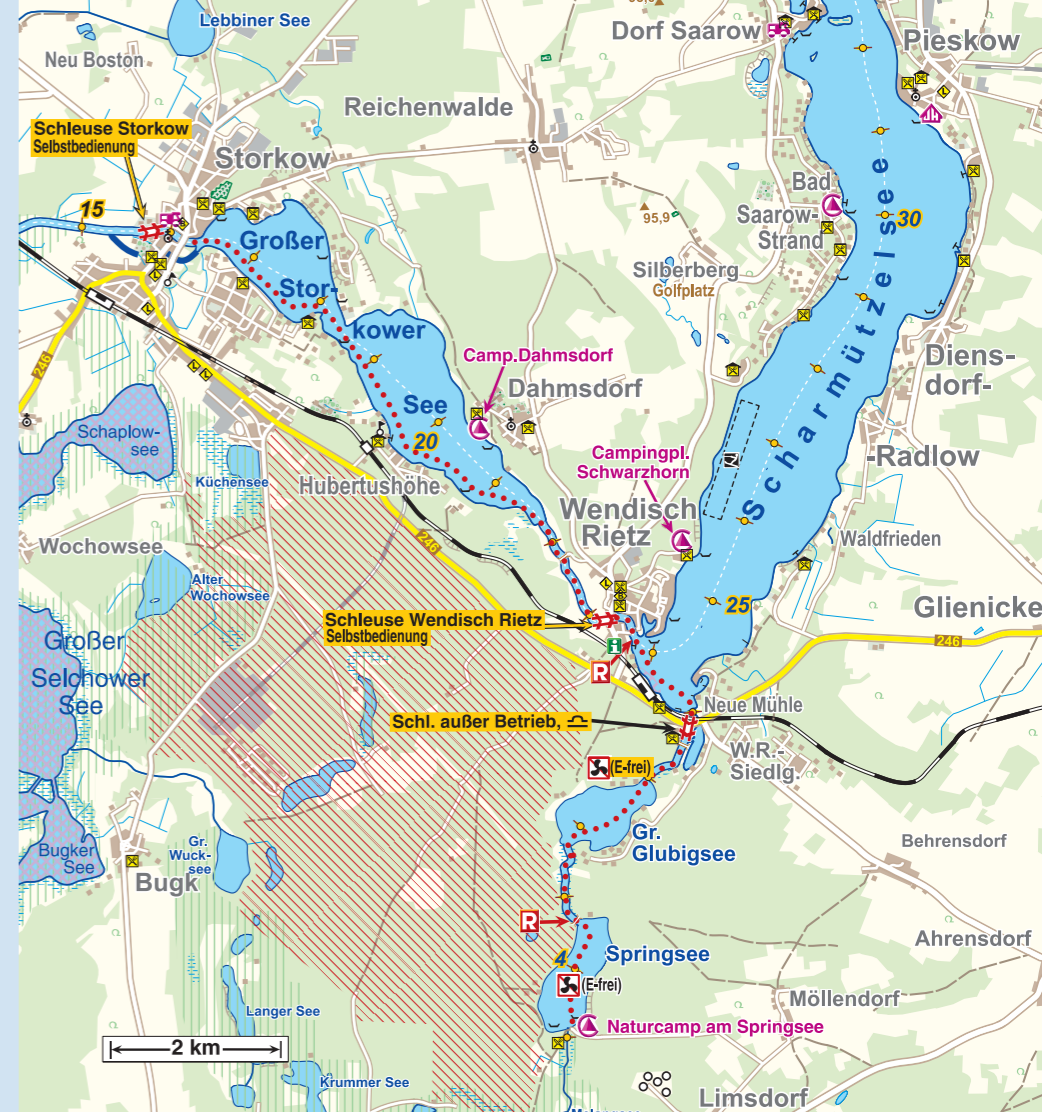 Lebbiner See
Dorf Saarow
Pieskow
Neu Boston
Reichenwalde
Schleuse Storkow
Selbstbedienung
Storkow
Bad
Saarow-
Strand
95,9
15
30
Großer
Stor-
kower
See
Silberberg
Golfplatz
Scharmützelsee
246
Camp.Dahmsdorf
Dahmsdorf
Diens-
dorf-
-Radlow
Schaplow-
see
20
Küchensee
Hubertushöhe
Campingpl.
Schwarzhorn
Wendisch
Rietz
Wochowsee
246
Waldfrieden
Alter
Wochowsee
25
Glienicke
Schleuse Wendisch Rietz
Selbstbedienung
246
Großer
Selchower
See
R
Neue Mühle
Schl. außer Betrieb,
W.R.-
Siedlg.
(E-frei)
Gr.
Glubigsee
Bugker
See
Gr.
Wuck-
see
Behrensdorf
Bugk
R
Ahrensdorf
Springsee
4
(E-frei)
Möllendorf
Langer See
Naturcamp am Springsee
2 km
Krummer See
Limsdorf